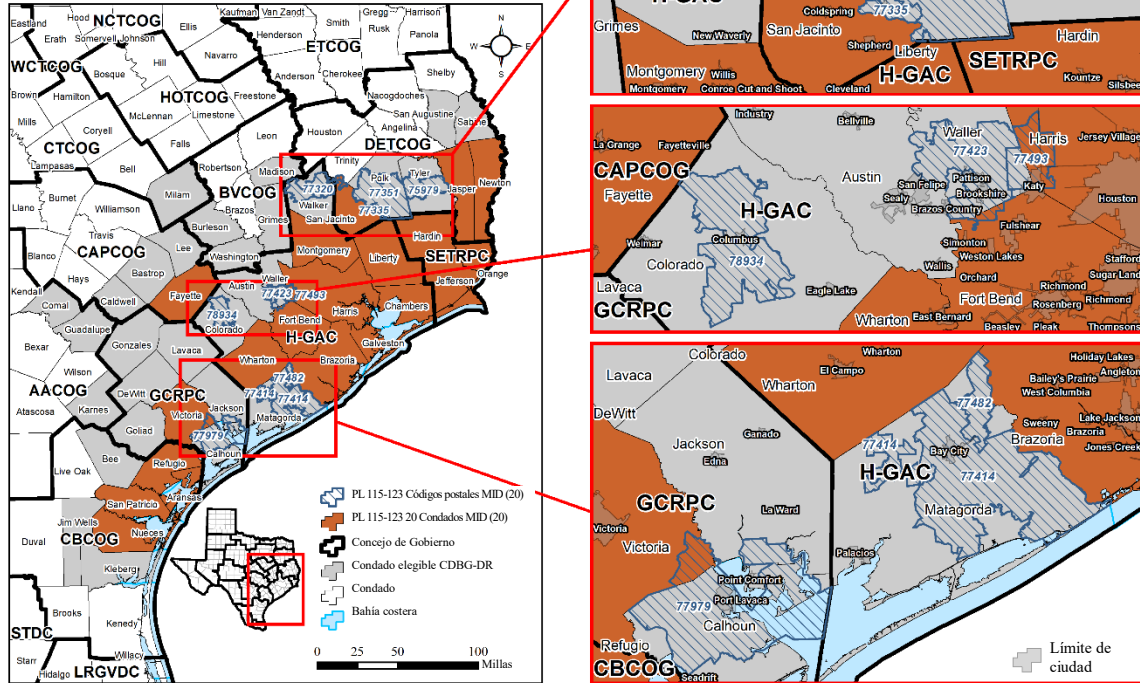 NCTCOG
Eastland
Hood
Erath
Somervell
Johnson
Ellis
Kaufman
Van Zandt
Henderson
Navarro
Hill
Bosque
Smith
Gregg
Harrison
Rusk
Panola
ETCOG
Anderson
Cherokee
Shelby
Nacogdoches
San Augustine
Sabine
Angelina
WCTCOG
Brown
Hamilton
Mills
HOTCOG
Freestone
McLennan
Limestone
Coryell
Falls
CTCOG
Lampasas
Bell
Leon
Houston
DETCOG
Trinity
Robertson
Madison
Milam
BVCOG
Brazos
Grimes
Burleson
Washington
77320
Walker
Polk
77351
Tyler
75979
77335
San Jacinto
Jasper
Newton
Hardin
SETRPC
Orange
Jefferson
Montgomery
Liberty
Chambers
Llano
Burnet
Williamson
Travis
CAPCOG
Blanco
Hays
Lee
Bastrop
Caldwell
Fayette
Austin
Waller
77423
77493
78934
Colorado
Fort Bend
Harris
H-GAC
Galveston
Kendall
Comal
Guadalupe
Bexar
Gonzales
Lavaca
Wharton
Brazoria
Wilson
AACOG
Atascosa
Karnes
DeWitt
GCRPC
Victoria
Jackson
77482
77414
77414
Matagorda
77979
Calhoun
Goliad
Bee
Live Oak
Refugio
Aransas
San Patricio
Jim Wells
Nueces
Duval
CBCOG
Kleberg
Brooks
Kenedy
STDC
Starr
Hidalgo
Willacy
LRGVDC
N
W
E
S
PL 115-123 Códigos postales MID (20)
PL 115-123 20 Condados MID (20)
Concejo de Gobierno
Condado elegible CDBG-DR
Condado
Bahía costera
0 25 50 100
Millas
H-GAC
Grimes
New Waverly
Coldspring
San Jacinto
77335
Shepherd
Liberty
Hardin
Montgomery
Willis
H-GAC
SETRPC
Kountze
Montgomery
Conroe
Cut and Shoot
Cleveland
Silsbee
Industry
Bellville
Waller
77423
Harris
77493
Jersey Village
La Grange
Fayetteville
CAPCOG
Fayette
Austin
San Felipe
Sealy
Pattison
Brookshire
Brazos Country
Katy
Houston
H-GAC
Weimar
Columbus
Colorado
78934
Fulshear
Simonton
Weston Lakes
Wallis
Orchard
Stafford
Sugar Land
Lavaca
GCRPC
Eagle Lake
Fort Bend
Richmond
Rosenberg
Richmond
Wharton
East Bernard
Beasley
Pleak
Thompsons
Colorado
Lavaca
Wharton
El Campo
Holiday Lakes
Angleton
Bailey's Prairie
West Columbia
DeWitt
77482
Sweeny
Lake Jackson
Brazoria
Brazoria
Jones Creek
Jackson
Ganado
Edna
77414
H-GAC
Bay City
77414
GCRPC
La Ward
Matagorda
Victoria
Victoria
Palacios
Point Comfort
Port Lavaca
77979
Calhoun
Refugio
CBCOG
Seadrift
Límite de
ciudad